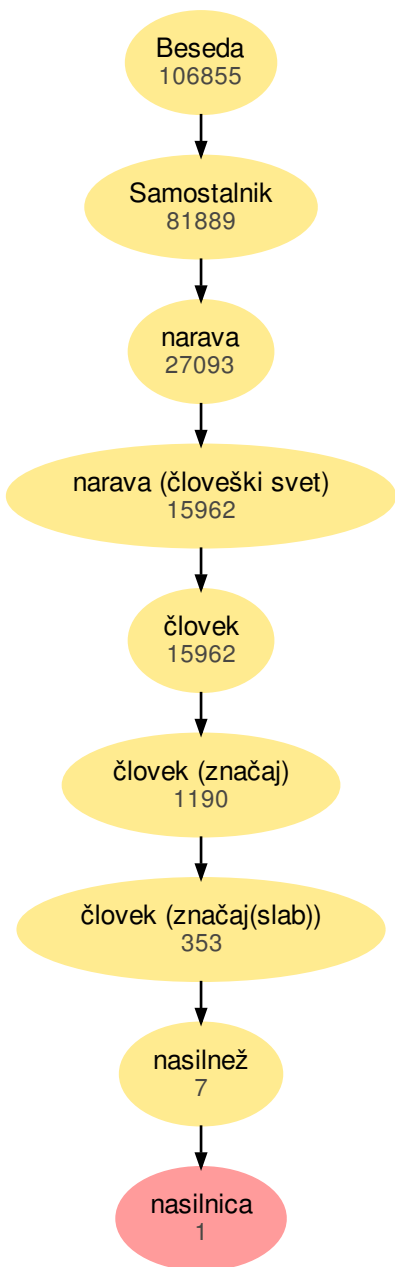 Beseda
106855
Samostalnik
81889
narava
27093
narava (človeški svet)
15962
človek
15962
človek (značaj)
1190
človek (značaj(slab))
353
nasilnež
7
nasilnica
1